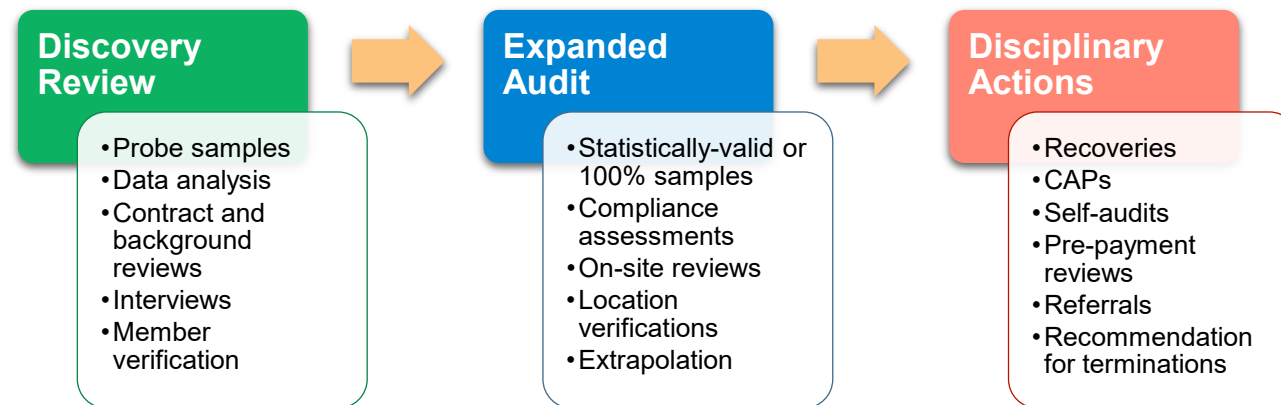 Discovery
Review
•Probe samples
•Data analysis
•Contract and
background
reviews
•Interviews
•Member
verification
Expanded
Audit
•Statistically-valid or
100% samples
•Compliance
assessments
•On-site reviews
•Location
verifications
•Extrapolation
Disciplinary
Actions
•Recoveries
•CAPs
•Self-audits
•Pre-payment
reviews
•Referrals
•Recommendation
for terminations